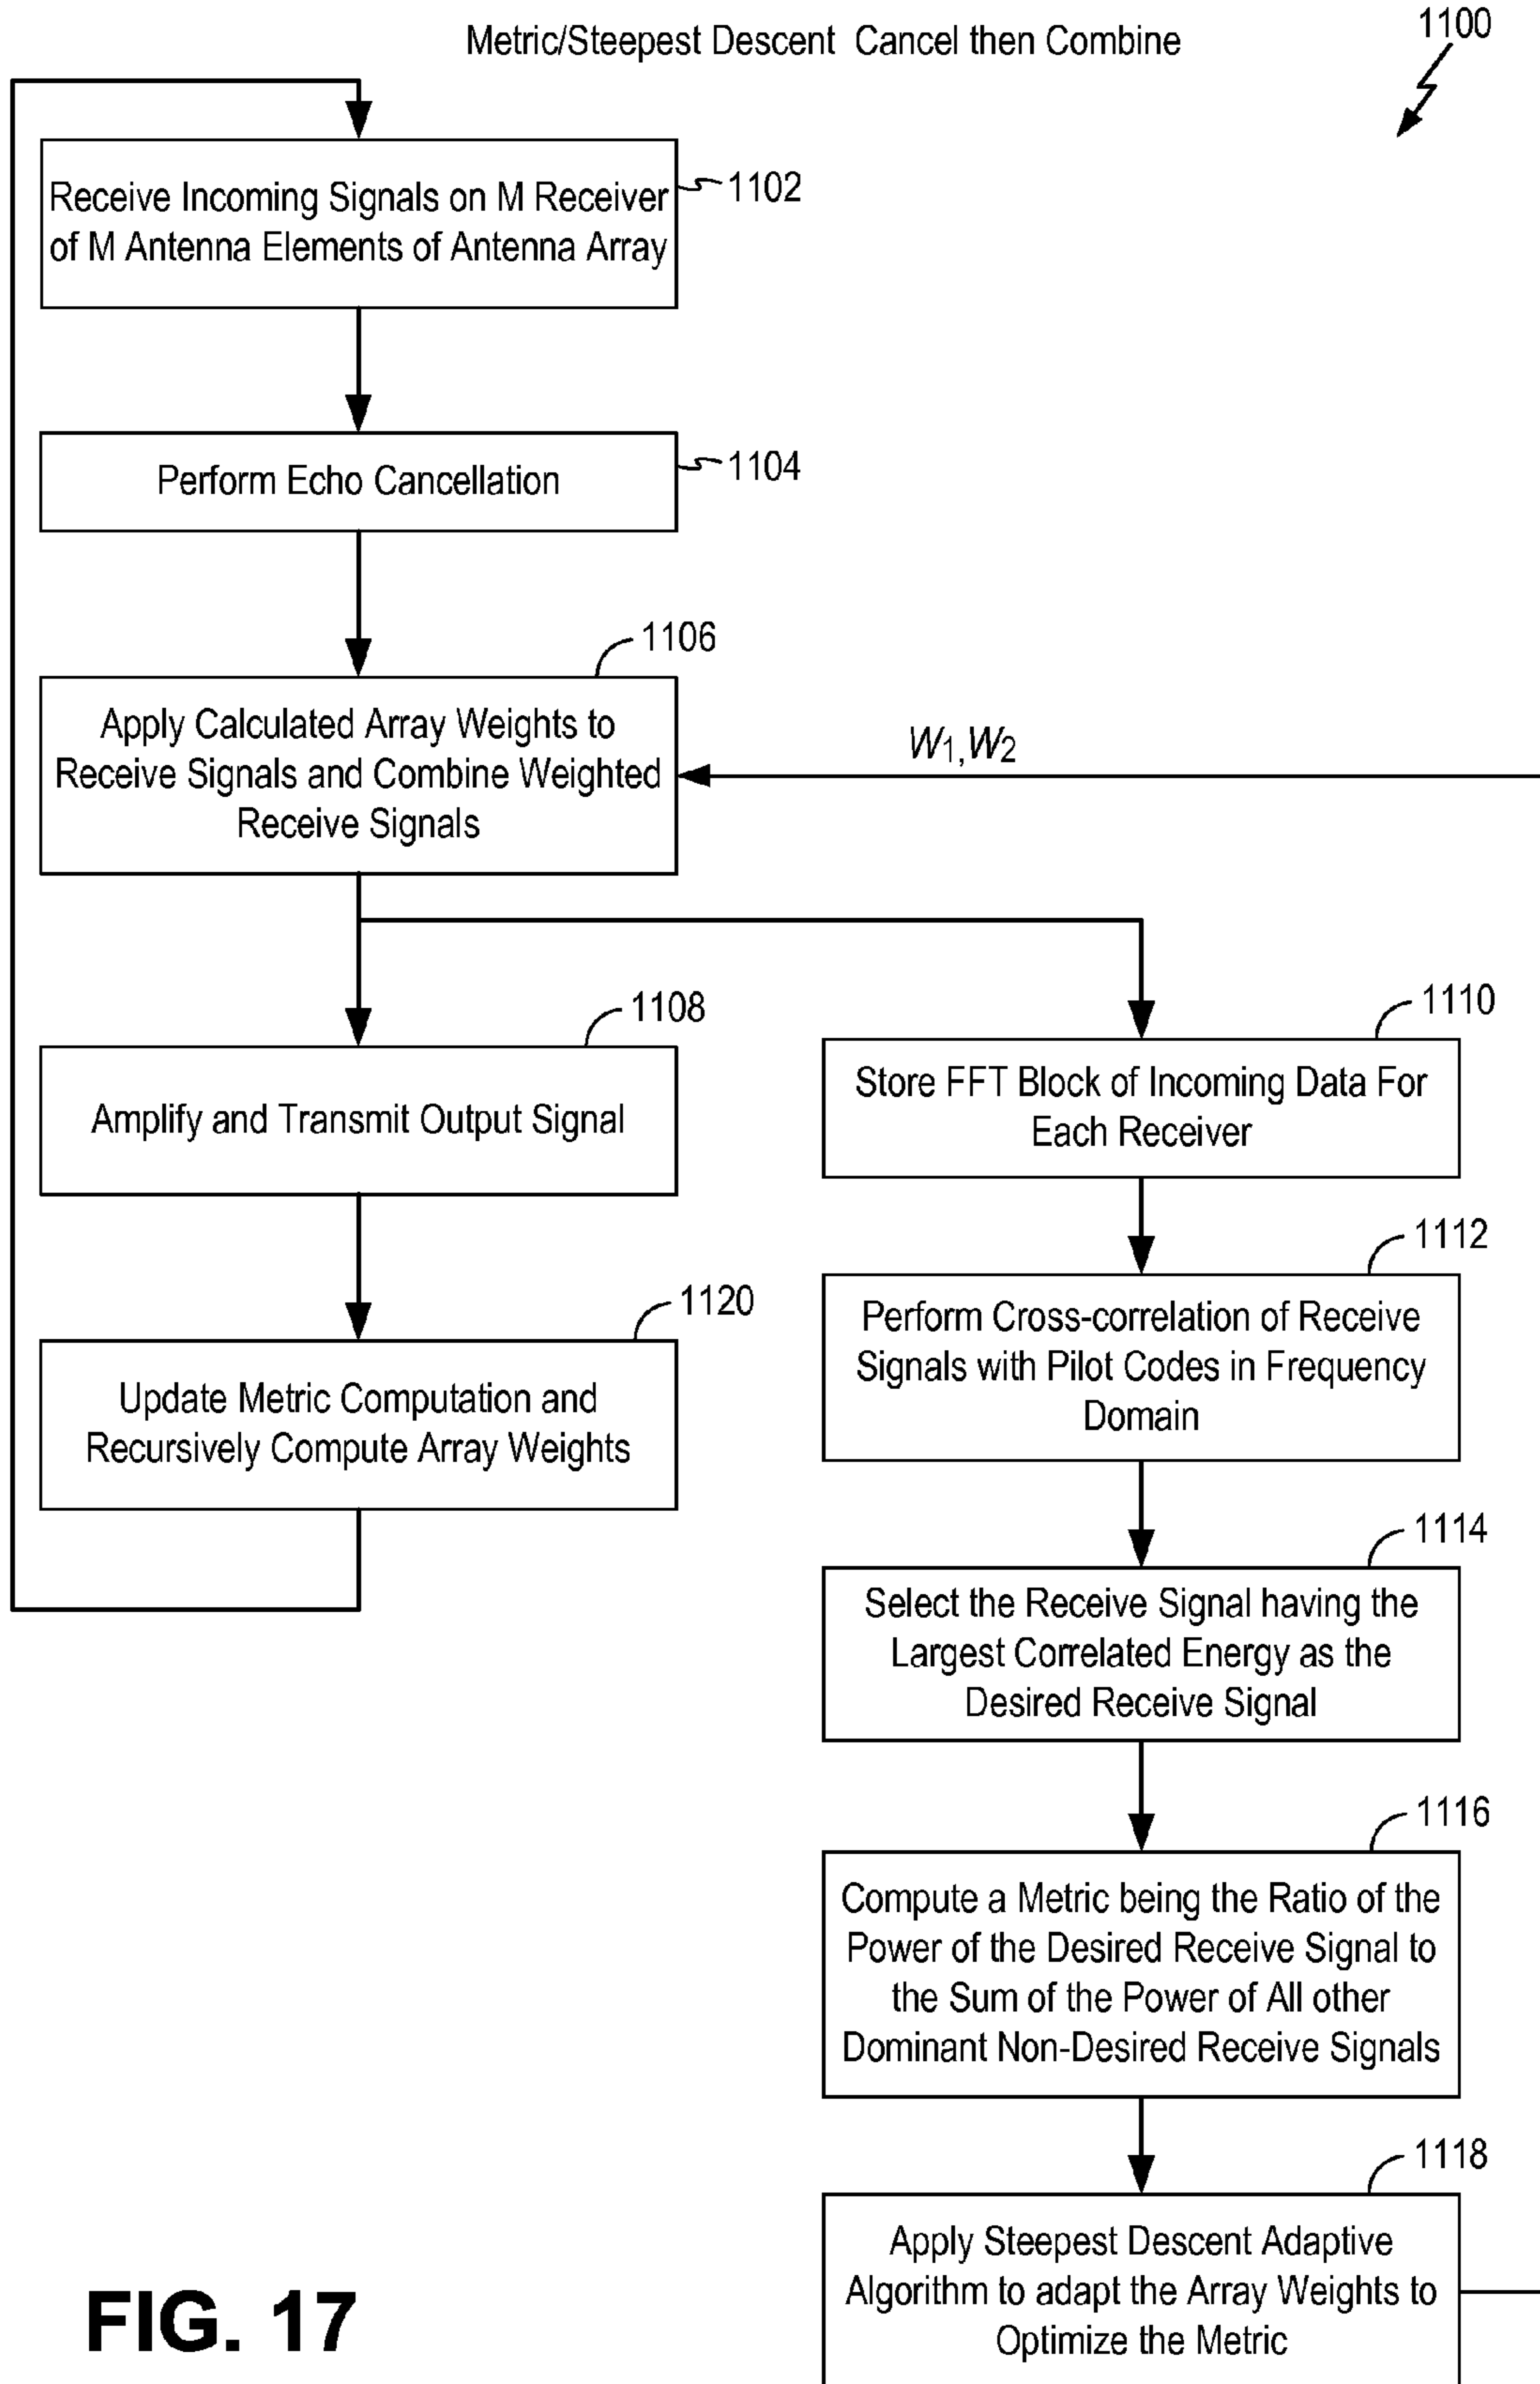 Metric/Steepest Descent Cancel then Combine
1100
Receive Incoming Signals on M Receiver
of M Antenna Elements of Antenna Array
1102
Perform Echo Cancellation
1104
1106
Apply Calculated Array Weights to
Receive Signals and Combine Weighted
Receive Signals
W1,W2
1108
Amplify and Transmit Output Signal
1120
Update Metric Computation and
Recursively Compute Array Weights
1110
Store FFT Block of Incoming Data For
Each Receiver
1112
Perform Cross-correlation of Receive
Signals with Pilot Codes in Frequency
Domain
1114
Select the Receive Signal having the
Largest Correlated Energy as the
Desired Receive Signal
1116
Compute a Metric being the Ratio of the
Power of the Desired Receive Signal to
the Sum of the Power of All other
Dominant Non-Desired Receive Signals
1118
Apply Steepest Descent Adaptive
Algorithm to adapt the Array Weights to
Optimize the Metric
FIG. 17